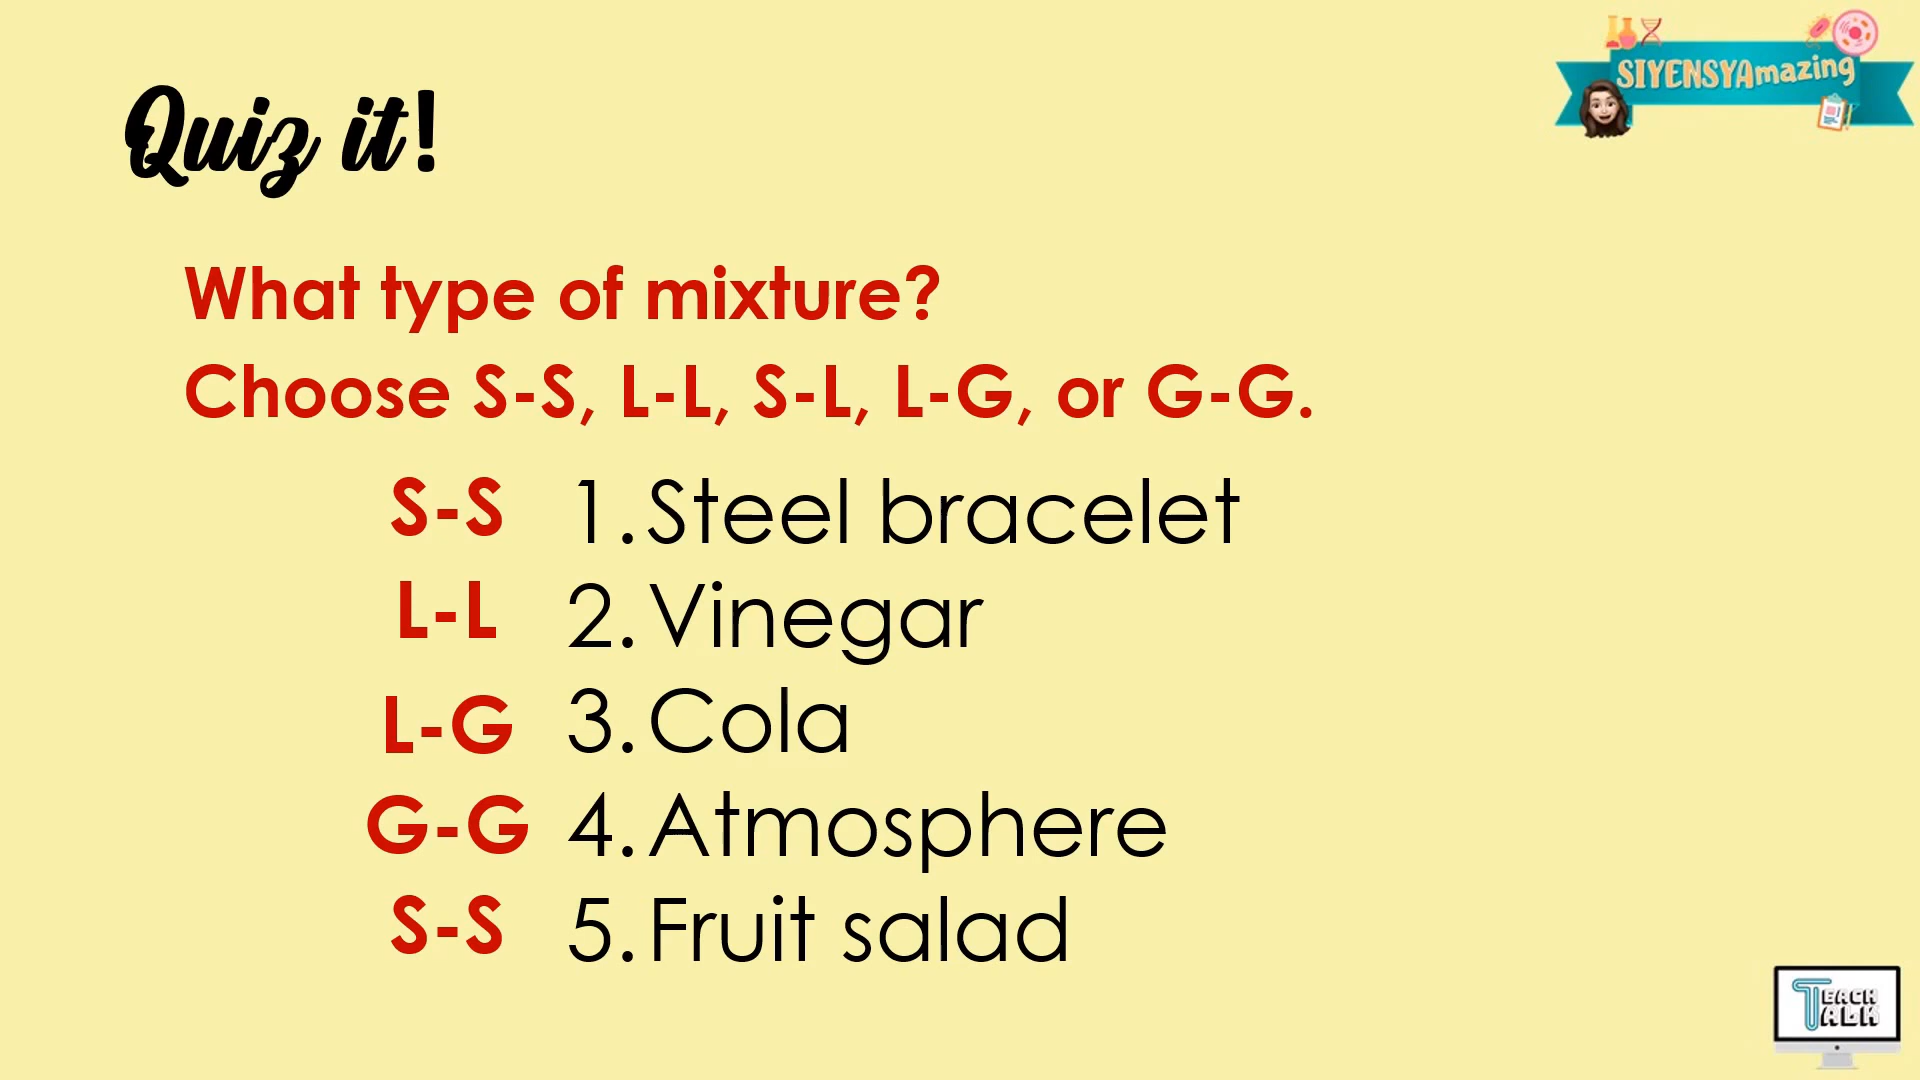 SIYENSYAmazing
Quiz it!
What type of mixture?
Choose S-S, L-L, S-L, L-G, or G-G.
S-S 1. Steel bracelet
L-L 2. Vinegar
L-G 3. Cola
G-G 4. Atmosphere
S-S 5. Fruit salad
TEACH
TALK